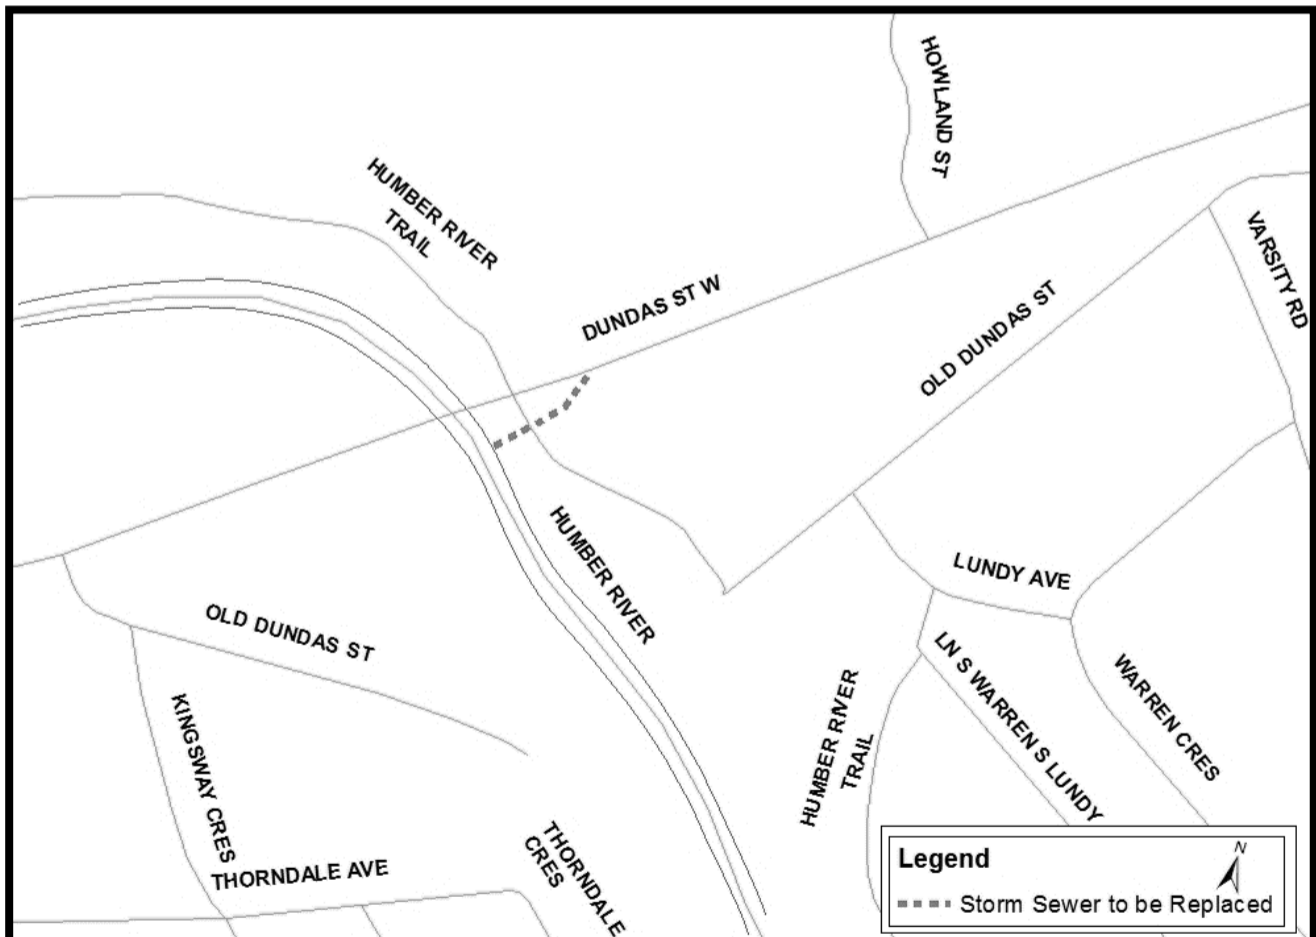 HOWLAND ST
HUMBER RIVER
TRAIL
VARSITY RD
DUNDAS ST W
OLD DUNDAS ST
HUMBER RIVER
LUNDY AVE
OLD DUNDAS ST
LN S WARREN S LUNDY
WARREN CRES
HUMBER RIVER
TRAIL
KINGSWAY CRES
THORNDALE
CRES
THORNDALE AVE
Legend
N
Storm Sewer to be Replaced